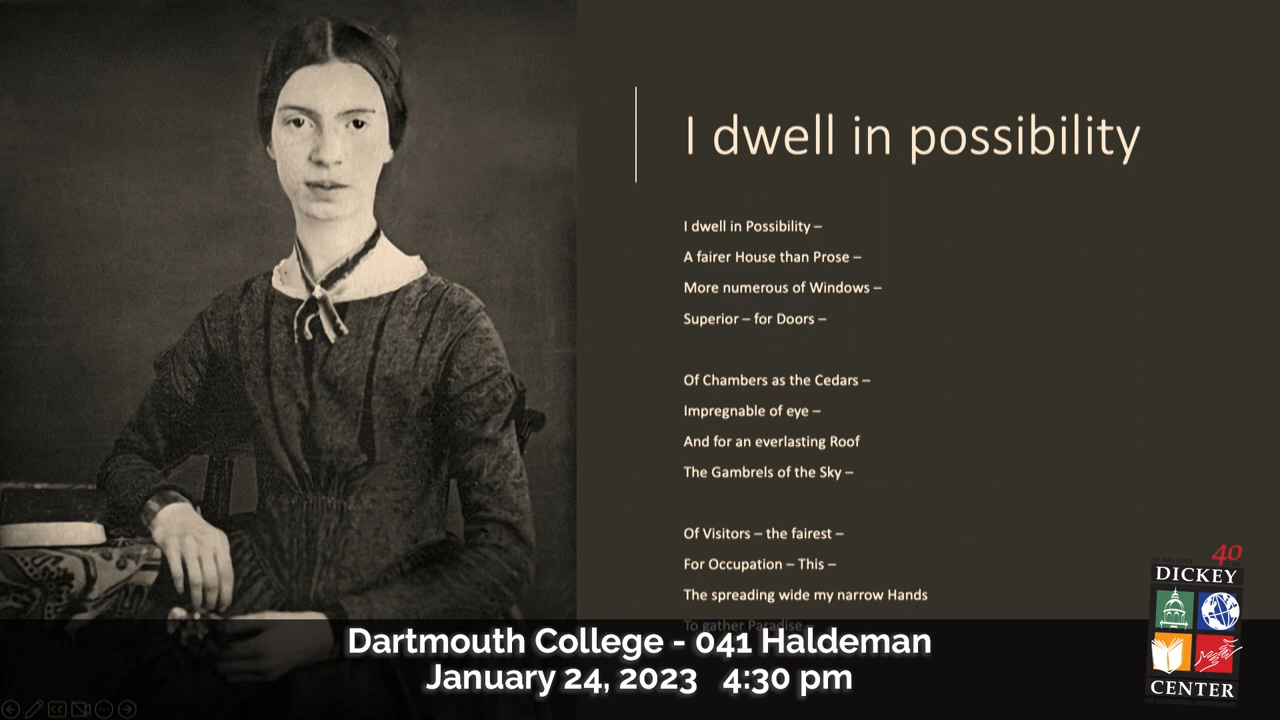 I dwell in possibility
I dwell in Possibility –
A fairer House than Prose –
More numerous of Windows –
Superior – for Doors –
Of Chambers as the Cedars –
Impregnable of eye –
And for an everlasting Roof
The Gambrels of the Sky –
Of Visitors – the fairest –
For Occupation – This –
The spreading wide my narrow Hands
To gather Paradise –
40
DICKEY
CENTER
Dartmouth College - 041 Haldeman
January 24, 2023 4:30 pm